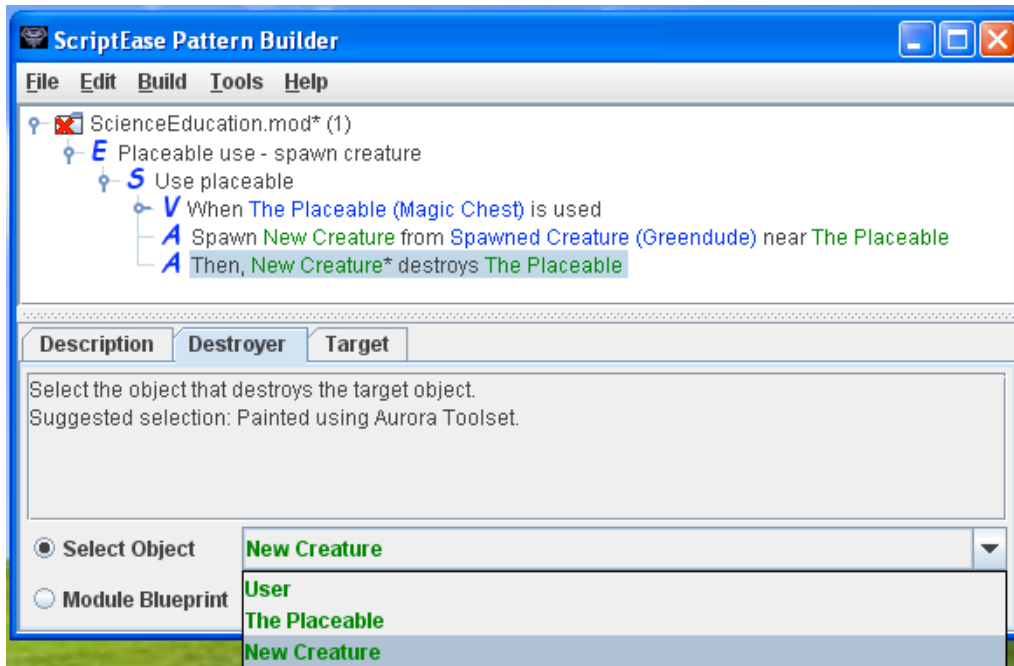 ScriptEase Pattern Builder
File Edit Build Tools Help
ScienceEducation.mod* (1)
E Placeable use - spawn creature
S Use placeable
V When The Placeable (Magic Chest) is used
A Spawn New Creature from Spawned Creature (Greendude) near The Placeable
A Then, New Creature* destroys The Placeable
Description Destroyer Target
Select the object that destroys the target object.
Suggested selection: Painted using Aurora Toolset.
Select Object New Creature
Module Blueprint User
The Placeable
New Creature